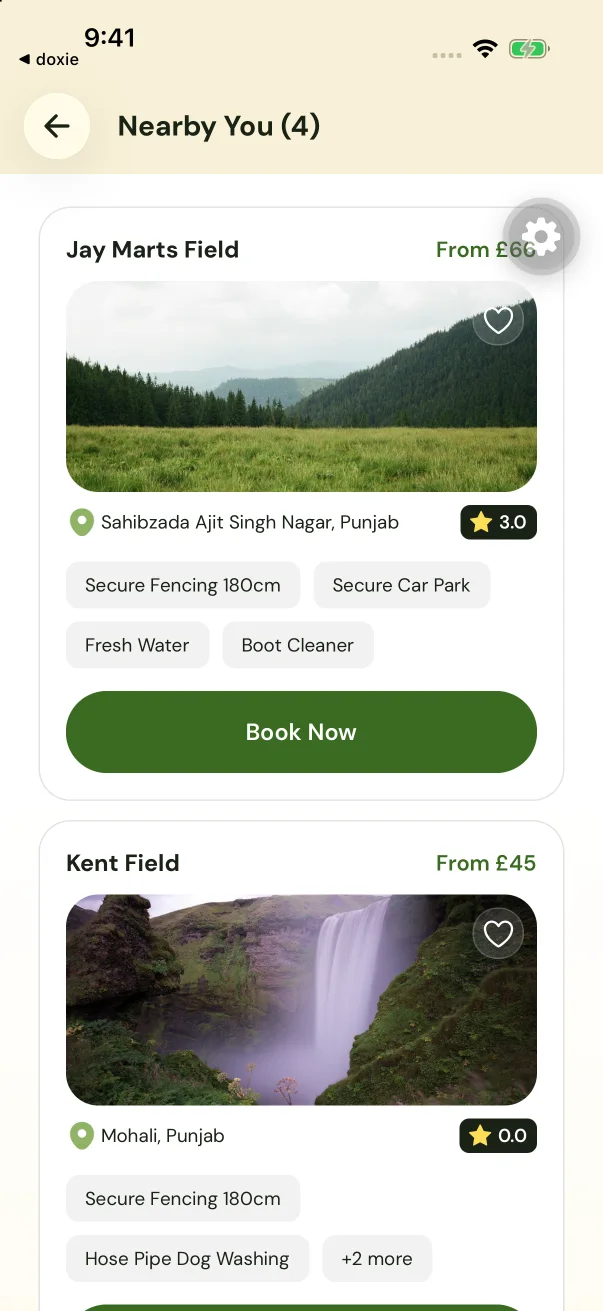 9:41
◀ doxie
Nearby You (4)
Jay Marts Field
From £66
Sahibzada Ajit Singh Nagar, Punjab
3.0
Secure Fencing 180cm
Secure Car Park
Fresh Water
Boot Cleaner
Book Now
Kent Field
From £45
Mohali, Punjab
0.0
Secure Fencing 180cm
Hose Pipe Dog Washing
+2 more